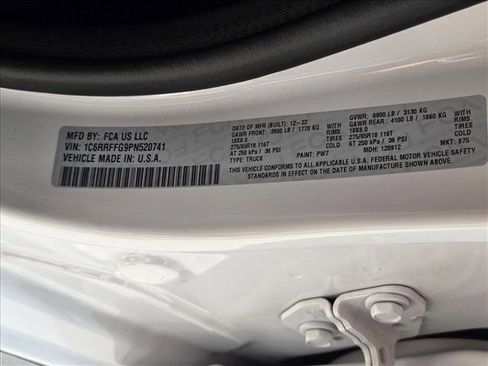 MFD BY: FCA US LLC
VIN: 1C6RRFFG9PN520741
VEHICLE MADE IN U.S.A.
DATE OF MFR (BUILT): 12-22
GVWR: 6900 LB / 3130 KG
FRONT GAWR: 3900 LB / 1770 KG WITH
REAR GAWR: 4100 LB / 1860 KG WITH
18X8.0 RIMS
18X8.0 RIMS
275/65R18 116T TIRES
275/65R18 116T TIRES
AT 250 kPa / 36 PSI
AT 250 kPa / 36 PSI
TYPE: TRUCK PAINT: PW7 MDH: 120912 MKT: 875
THIS VEHICLE CONFORMS TO ALL APPLICABLE U.S.A. FEDERAL MOTOR VEHICLE
SAFETY STANDARDS IN EFFECT ON THE DATE OF MANUFACTURE SHOWN ABOVE.